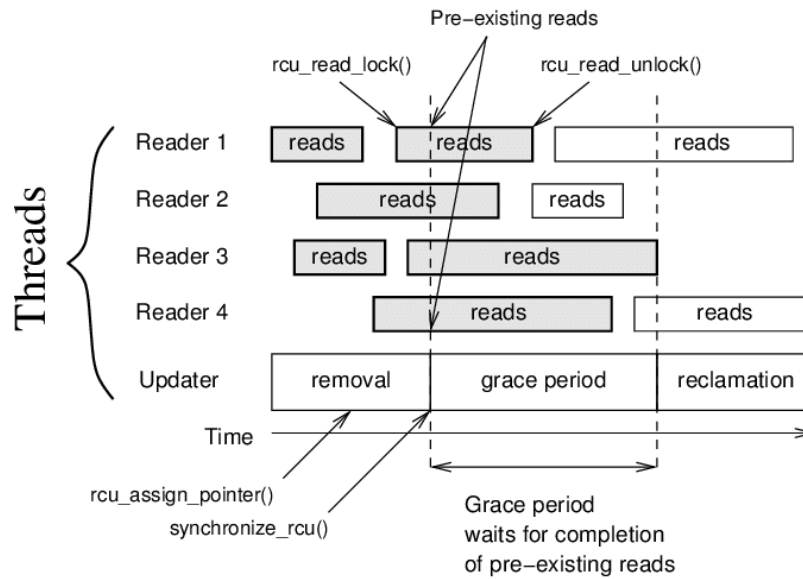 Pre-existing reads
rcu_read_lock()
rcu_read_unlock()
Threads
Reader 1
reads
reads
reads
Reader 2
reads
reads
Reader 3
reads
reads
Reader 4
reads
reads
Updater
removal
grace period
reclamation
Time
rcu_assign_pointer()
synchronize_rcu()
Grace period
waits for completion
of pre-existing reads